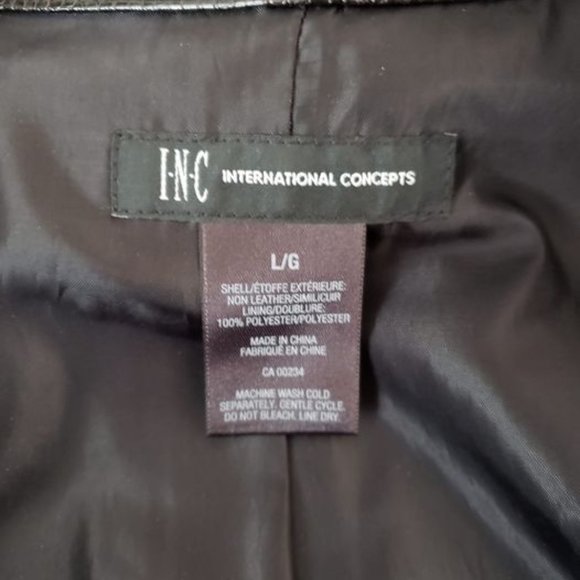 I·N·C INTERNATIONAL CONCEPTS
L/G
SHELL/ÉTOFFE EXTÉRIEURE:
NON LEATHER/SIMILICUIR
LINING/DOUBLURE:
100% POLYESTER/POLYESTER
MADE IN CHINA
FABRIQUÉ EN CHINE
CA 00234
MACHINE WASH COLD
SEPARATELY. GENTLE CYCLE.
DO NOT BLEACH. LINE DRY.